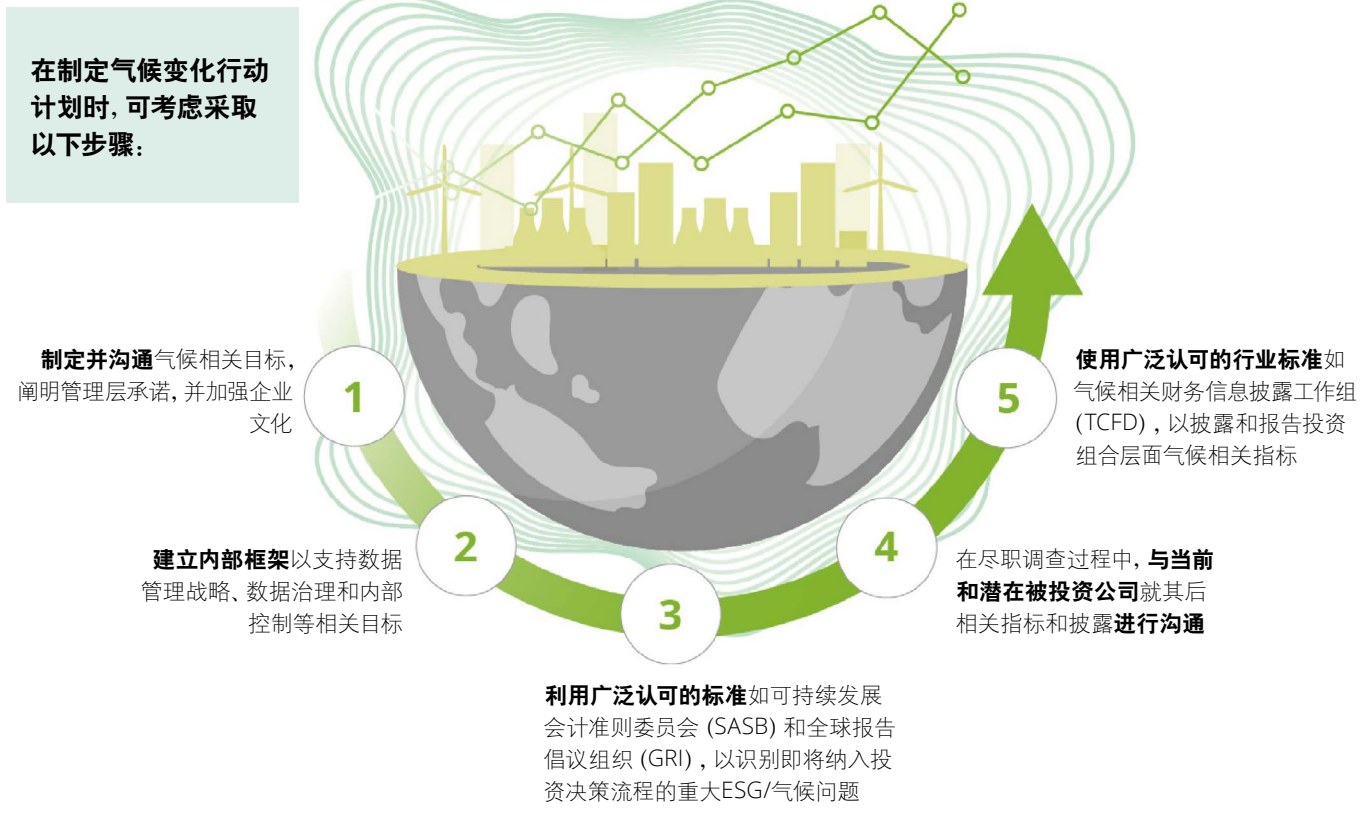 在制定气候变化行动
计划时, 可考虑采取
以下步骤:
1
制定并沟通气候相关目标,
阐明管理层承诺, 并加强企业
文化
2
建立内部框架以支持数据
管理战略、数据治理和内部
控制等相关目标
3
利用广泛认可的标准如可持续发展
会计准则委员会 (SASB) 和全球报告
倡议组织 (GRI) , 以识别即将纳入投
资决策流程的重大ESG/气候问题
4
在尽职调查过程中, 与当前
和潜在被投资公司就其后
相关指标和披露进行沟通
5
使用广泛认可的行业标准如
气候相关财务信息披露工作组
(TCFD) , 以披露和报告投资
组合层面气候相关指标